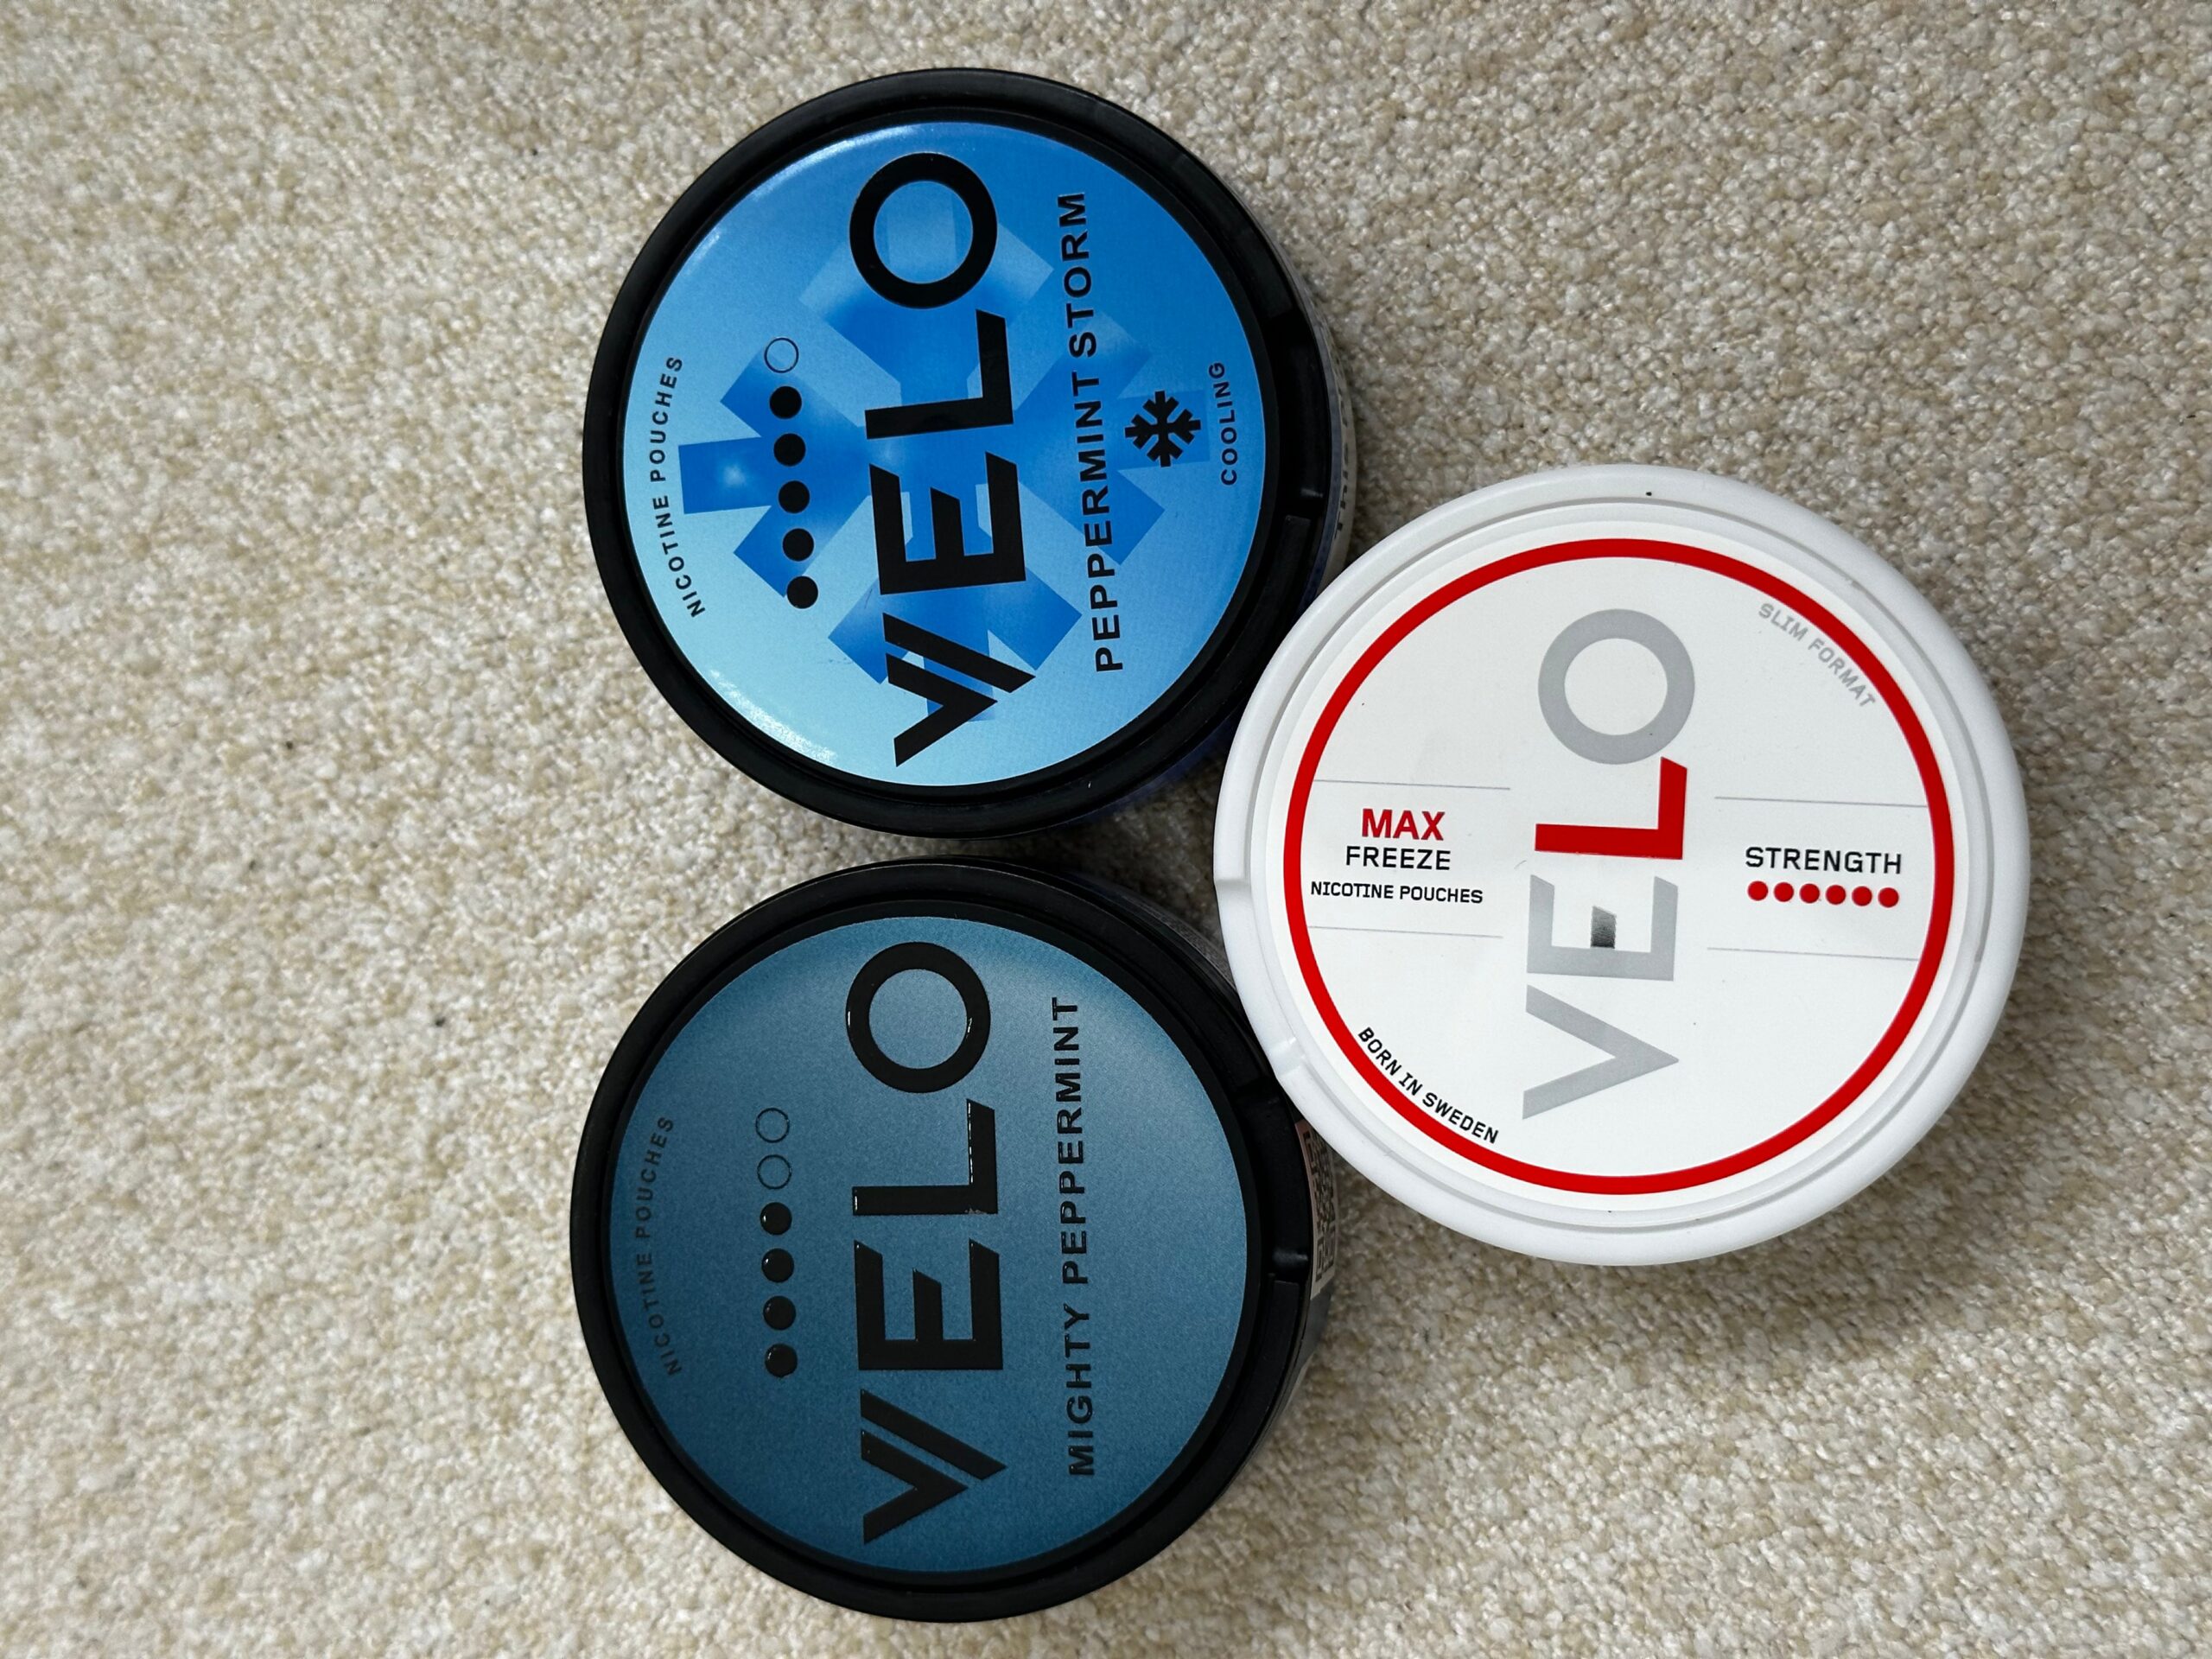 NICOTINE POUCHES
VELO
PEPPERMINT STORM
COOLING
NICOTINE POUCHES
VELO
MIGHTY PEPPERMINT
SLIM FORMAT
MAX
FREEZE
NICOTINE POUCHES
VELO
STRENGTH
BORN IN SWEDEN